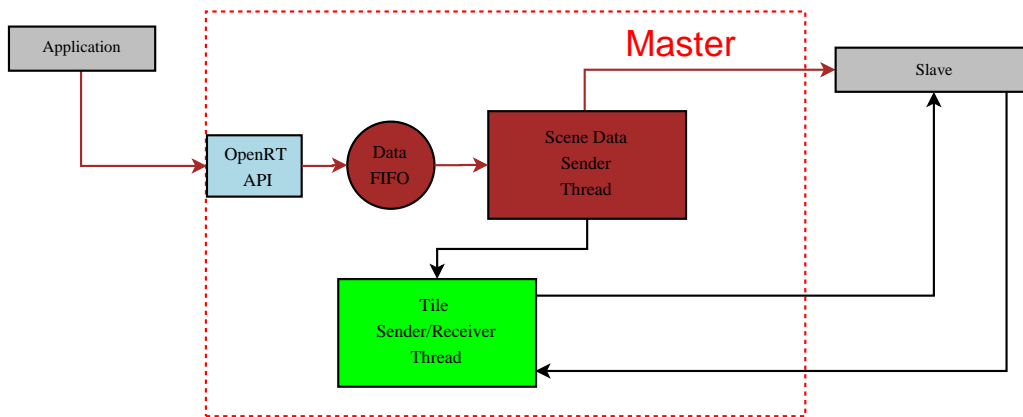 Master
Application
Slave
OpenRT
API
Data
FIFO
Scene Data
Sender
Thread
Tile
Sender/Receiver
Thread